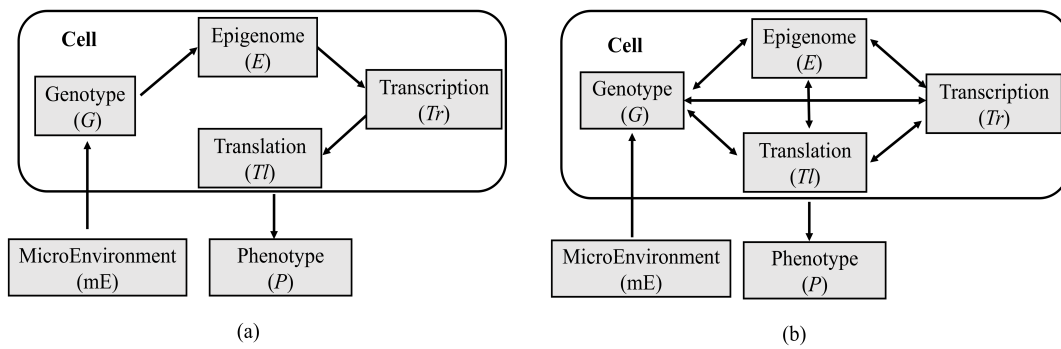 Cell
Epigenome
(E)
Genotype
(G)
Transcription
(Tr)
Translation
(Tl)
MicroEnvironment
(mE)
Phenotype
(P)
(a)
Cell
Epigenome
(E)
Genotype
(G)
Transcription
(Tr)
Translation
(Tl)
MicroEnvironment
(mE)
Phenotype
(P)
(b)